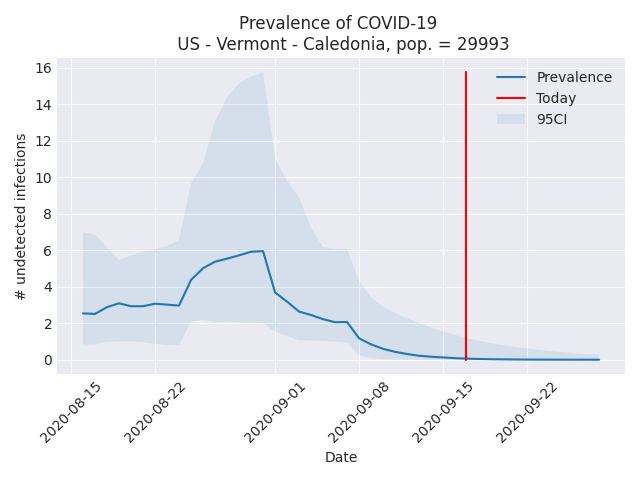 Prevalence of COVID-19
US - Vermont - Caledonia, pop. = 29993
# undetected infections
16
14
12
10
8
6
4
2
0
Prevalence
Today
95CI
2020-08-15
2020-08-22
2020-09-01
2020-09-08
2020-09-15
2020-09-22
Date